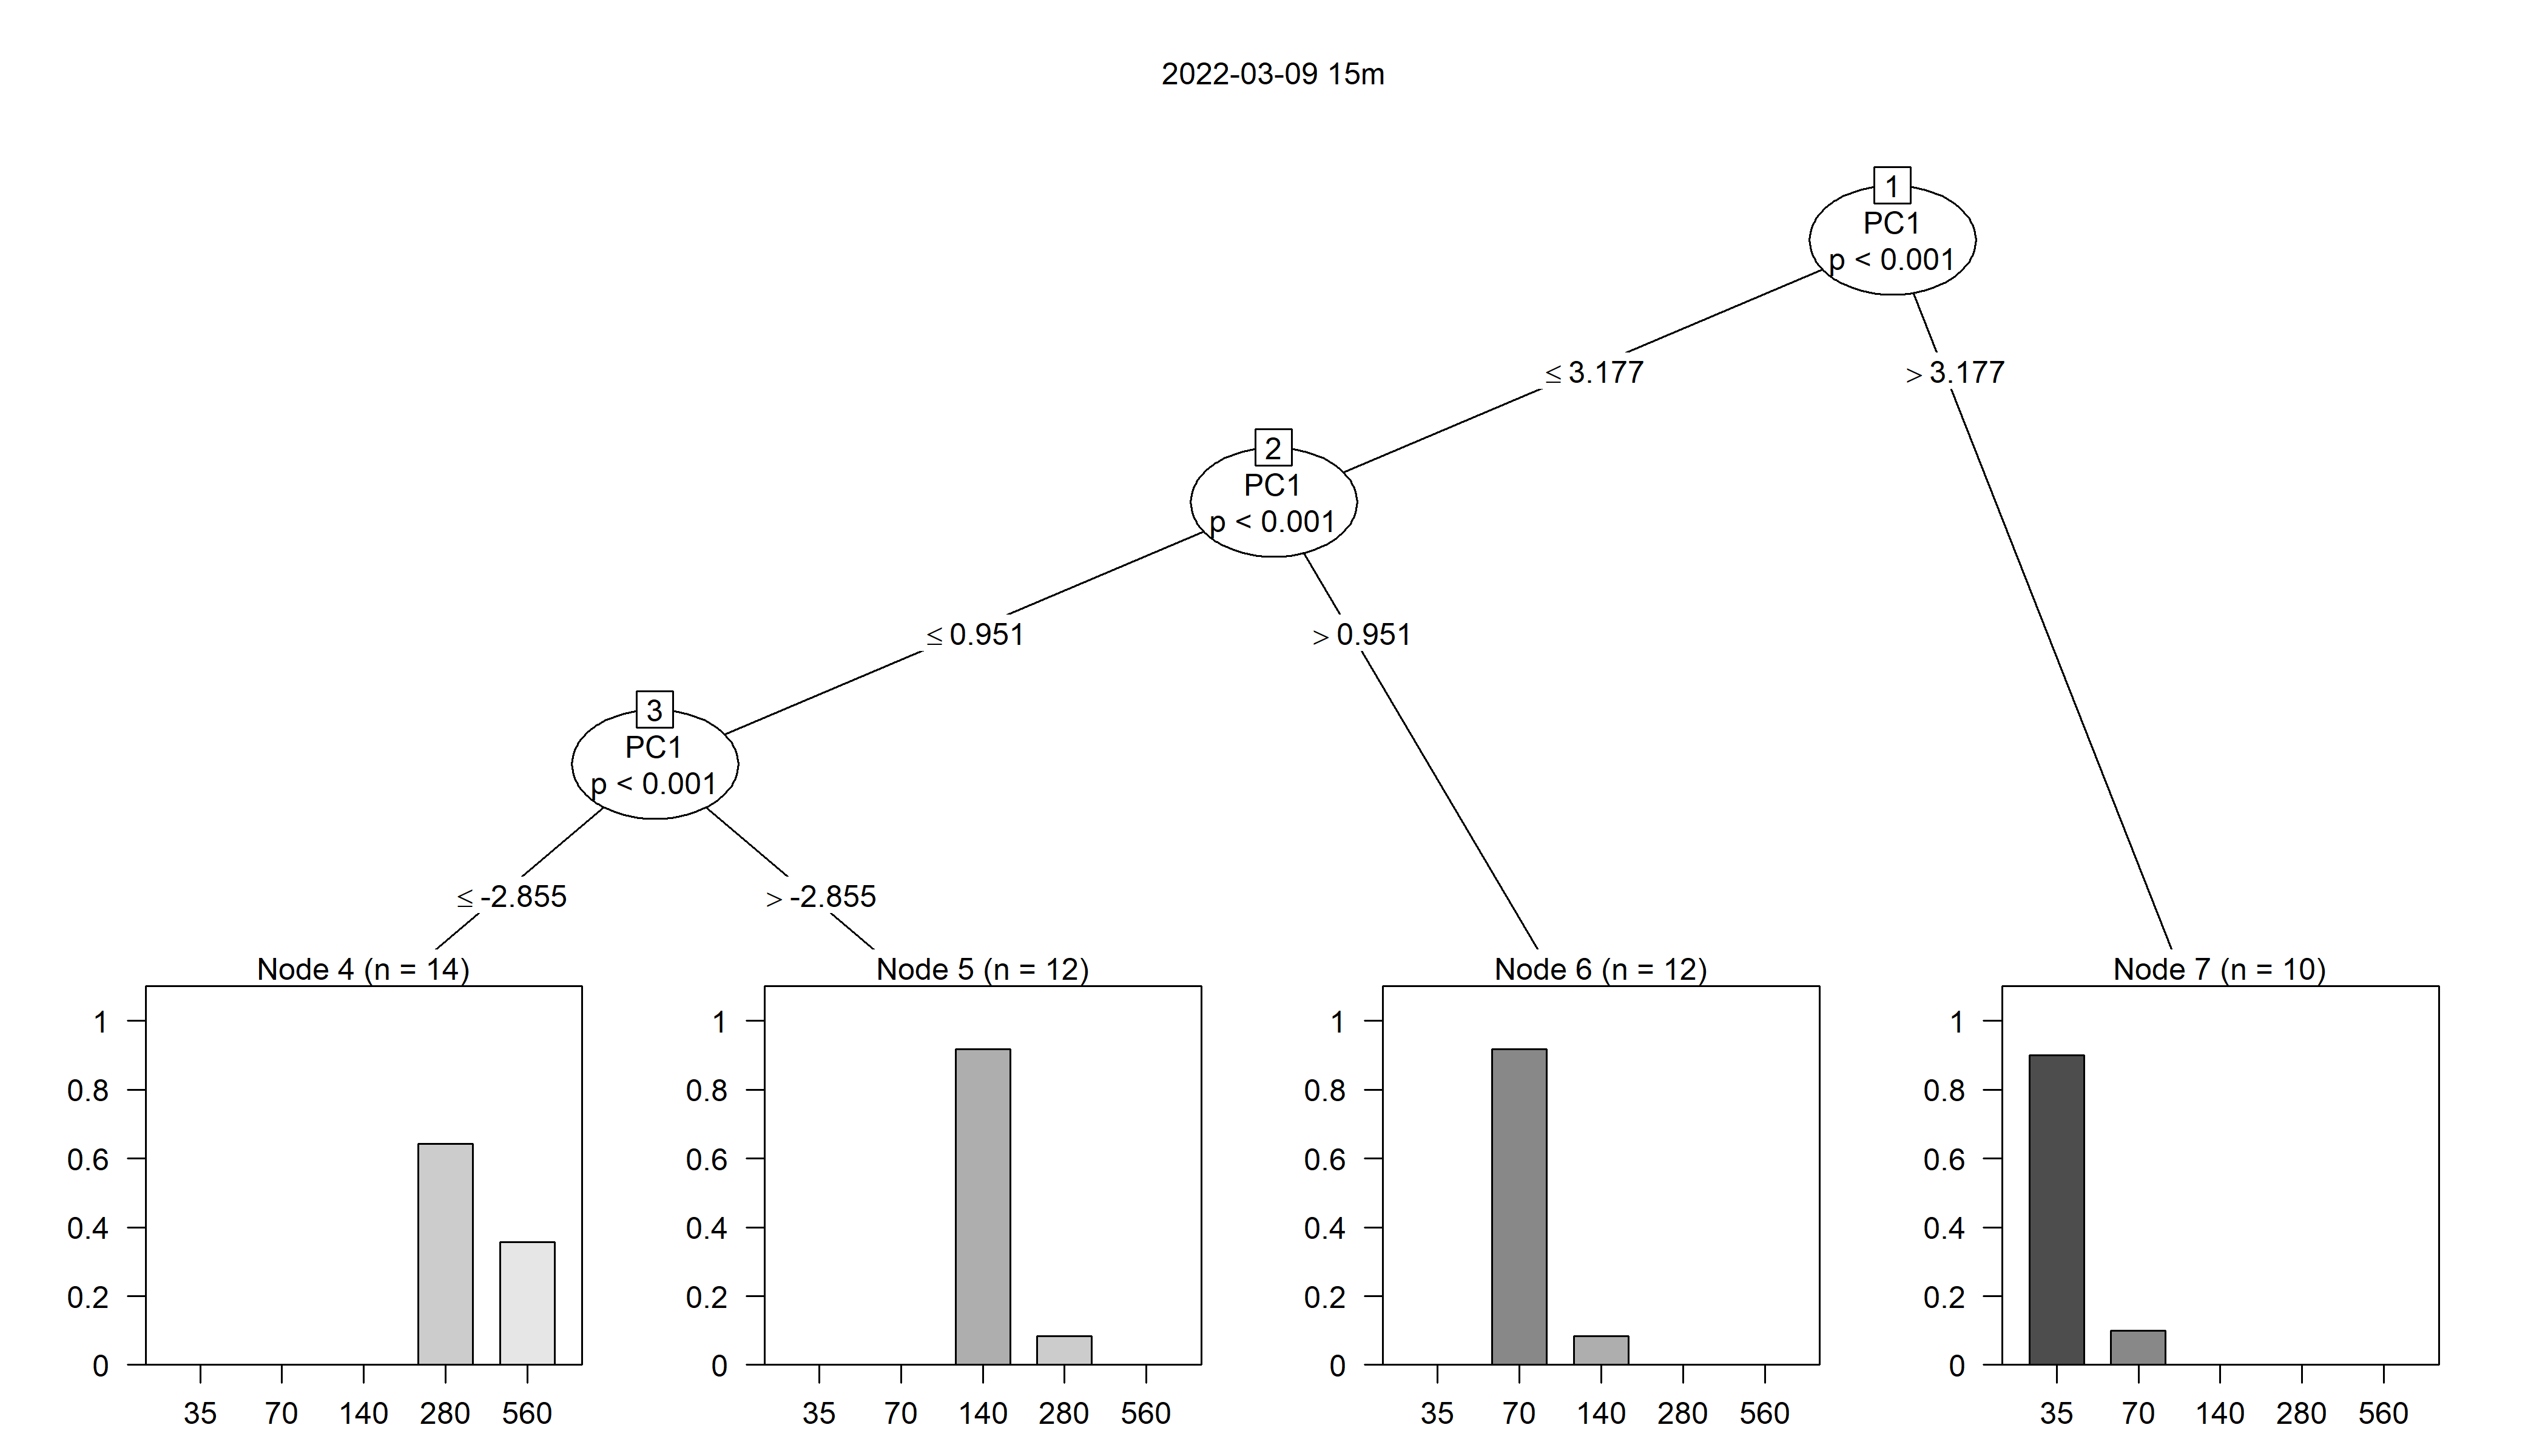 2022-03-09 15m
1
PC1
p < 0.001
≤ 3.177
> 3.177
2
PC1
p < 0.001
≤ 0.951
> 0.951
3
PC1
p < 0.001
≤ -2.855
> -2.855
Node 4 (n = 14)
1
0.8
0.6
0.4
0.2
0
35 70 140 280 560
Node 5 (n = 12)
1
0.8
0.6
0.4
0.2
0
35 70 140 280 560
Node 6 (n = 12)
1
0.8
0.6
0.4
0.2
0
35 70 140 280 560
Node 7 (n = 10)
1
0.8
0.6
0.4
0.2
0
35 70 140 280 560